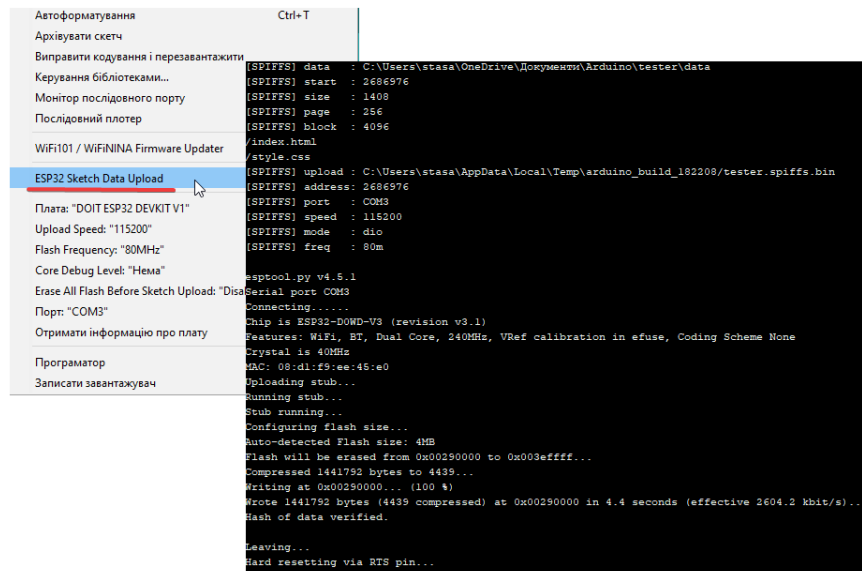 Автоформатування Ctrl+T
Архівувати скетч
Виправити кодування і перезавантажити
Керування бібліотеками...
Монітор послідовного порту
Послідовний плотер
WiFi101 / WiFiNINA Firmware Updater
ESP32 Sketch Data Upload
Плата: "DOIT ESP32 DEVKIT V1"
Upload Speed: "115200"
Flash Frequency: "80MHz"
Core Debug Level: "Нема"
Erase All Flash Before Sketch Upload: "Disa
Порт: "COM3"
Отримати інформацію про плату
Програматор
Записати завантажувач
[SPIFFS] data : C:\Users\stasa\OneDrive\Документи\Arduino\tester\data
[SPIFFS] start : 2686976
[SPIFFS] size : 1408
[SPIFFS] page : 256
[SPIFFS] block : 4096
/index.html
/style.css
[SPIFFS] upload : C:\Users\stasa\AppData\Local\Temp\arduino_build_182208/tester.spiffs.bin
[SPIFFS] address: 2686976
[SPIFFS] port : COM3
[SPIFFS] speed : 115200
[SPIFFS] mode : dio
[SPIFFS] freq : 80m
esptool.py v4.5.1
Serial port COM3
Connecting......
Chip is ESP32-D0WD-V3 (revision v3.1)
Features: WiFi, BT, Dual Core, 240MHz, VRef calibration in efuse, Coding Scheme None
Crystal is 40MHz
MAC: 08:d1:f9:ee:45:e0
Uploading stub...
Running stub...
Stub running...
Configuring flash size...
Auto-detected Flash size: 4MB
Flash will be erased from 0x00290000 to 0x003effff...
Compressed 1441792 bytes to 4439...
Writing at 0x00290000... (100 %)
Wrote 1441792 bytes (4439 compressed) at 0x00290000 in 4.4 seconds (effective 2604.2 kbit/s)..
Hash of data verified.
Leaving...
Hard resetting via RTS pin...